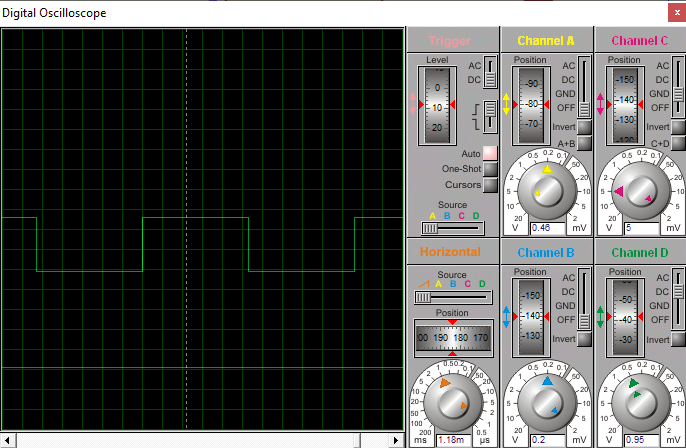 Digital Oscilloscope
x
Trigger
Level
0
10
20
AC
DC
Auto
One-Shot
Cursors
Source
A B C D
Channel A
Position
-90
-80
-70
AC
DC
GND
OFF
Invert
A+B
0.2 0.1
0.5 50
1 20
2 10
5 5
10
20 2
V 0.46 mV
Channel C
Position
-150
-140
-130
-120
AC
DC
GND
OFF
Invert
C+D
0.2 0.1
0.5 50
1 20
2 10
5 5
10
20 2
V 5 mV
Horizontal
Source
A B C D
Position
00 190 180 170
1 0.5 0.2 0.1
2 50
5 20
10 10
20 5
50 2
100 1
200 0.5
ms 1.18m µs
Channel B
Position
-150
-140
-130
AC
DC
GND
OFF
Invert
0.2 0.1
0.5 50
1 20
2 10
5 5
10
20 2
V 0.2 mV
Channel D
Position
-50
-40
-30
AC
DC
GND
OFF
Invert
0.2 0.1
0.5 50
1 20
2 10
5 5
10
20 2
V 0.95 mV